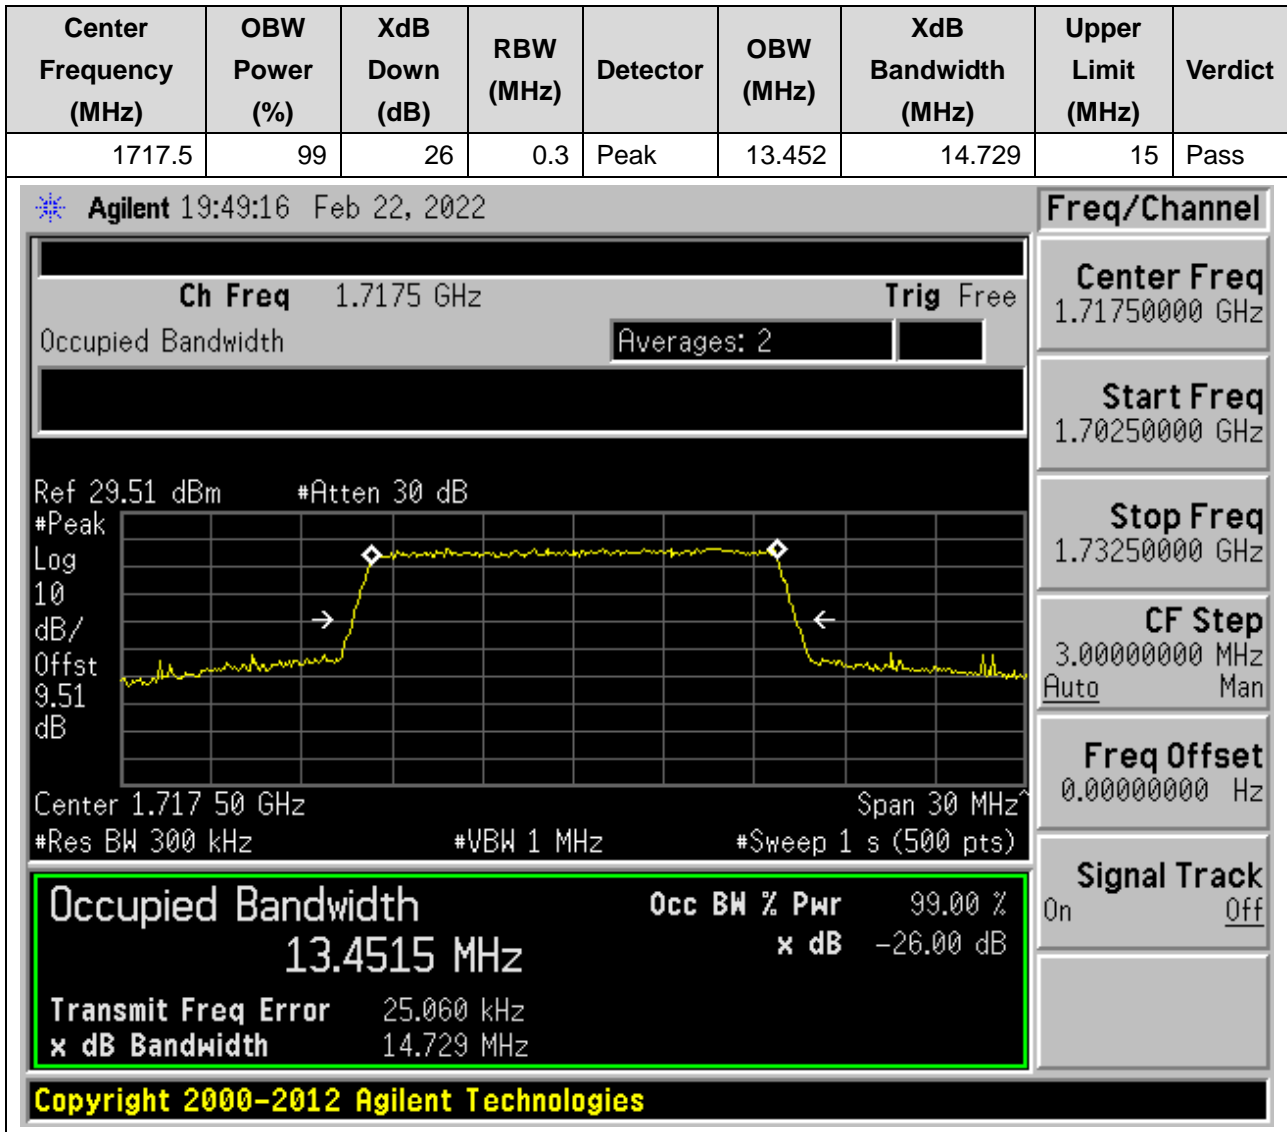 Center Frequency (MHz) OBW Power (%) XdB Down (dB) RBW (MHz) Detector OBW (MHz) XdB Bandwidth (MHz) Upper Limit (MHz) Verdict
1717.5 99 26 0.3 Peak 13.452 14.729 15 Pass
Agilent 19:49:16 Feb 22, 2022
Freq/Channel
Ch Freq 1.7175 GHz Trig Free
Occupied Bandwidth Averages: 2
Ref 29.51 dBm #Atten 30 dB
#Peak
Log
10
dB/
Offst
9.51
dB
Center 1.717 50 GHz Span 30 MHz^
#Res BW 300 kHz #VBW 1 MHz #Sweep 1 s (500 pts)
Occupied Bandwidth Occ BW % Pwr 99.00 %
13.4515 MHz x dB -26.00 dB
Transmit Freq Error 25.060 kHz
x dB Bandwidth 14.729 MHz
Center Freq
1.71750000 GHz
Start Freq
1.70250000 GHz
Stop Freq
1.73250000 GHz
CF Step
3.00000000 MHz
Auto Man
Freq Offset
0.00000000 Hz
Signal Track
On Off
Copyright 2000-2012 Agilent Technologies